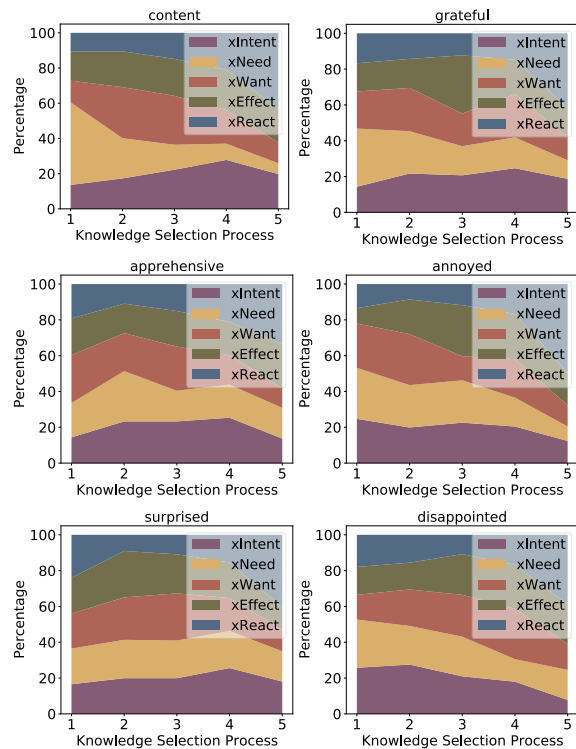 content
100
80
60
40
20
0
Percentage
xIntent
xNeed
xWant
xEffect
xReact
1 2 3 4 5
Knowledge Selection Process
grateful
100
80
60
40
20
0
Percentage
xIntent
xNeed
xWant
xEffect
xReact
1 2 3 4 5
Knowledge Selection Process
apprehensive
100
80
60
40
20
0
Percentage
xIntent
xNeed
xWant
xEffect
xReact
1 2 3 4 5
Knowledge Selection Process
annoyed
100
80
60
40
20
0
Percentage
xIntent
xNeed
xWant
xEffect
xReact
1 2 3 4 5
Knowledge Selection Process
surprised
100
80
60
40
20
0
Percentage
xIntent
xNeed
xWant
xEffect
xReact
1 2 3 4 5
Knowledge Selection Process
disappointed
100
80
60
40
20
0
Percentage
xIntent
xNeed
xWant
xEffect
xReact
1 2 3 4 5
Knowledge Selection Process